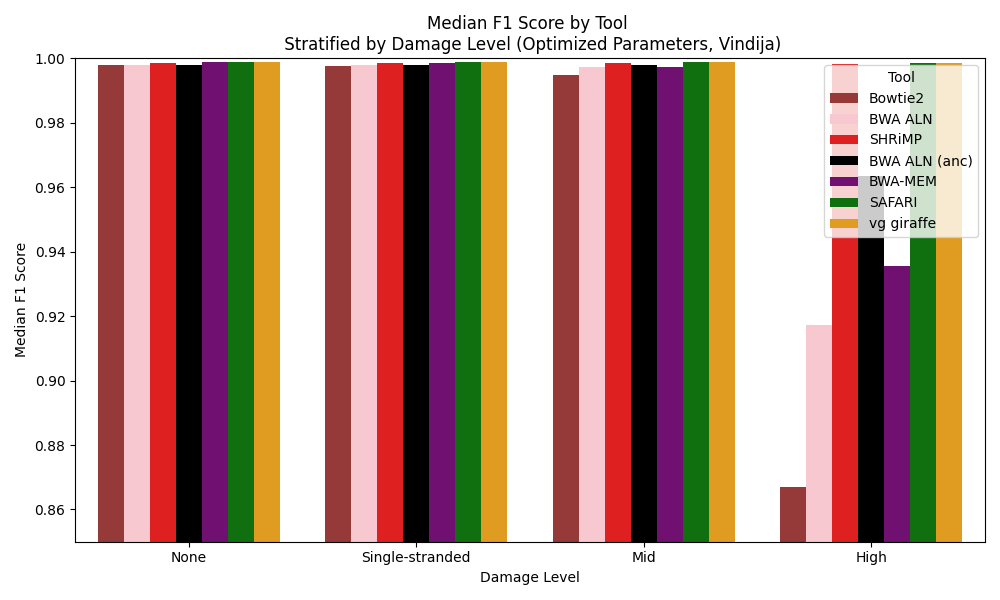 Median F1 Score by Tool
Stratified by Damage Level (Optimized Parameters, Vindija)
Median F1 Score
1.00
0.98
0.96
0.94
0.92
0.90
0.88
0.86
Tool
Bowtie2
BWA ALN
SHRiMP
BWA ALN (anc)
BWA-MEM
SAFARI
vg giraffe
None
Single-stranded
Mid
High
Damage Level